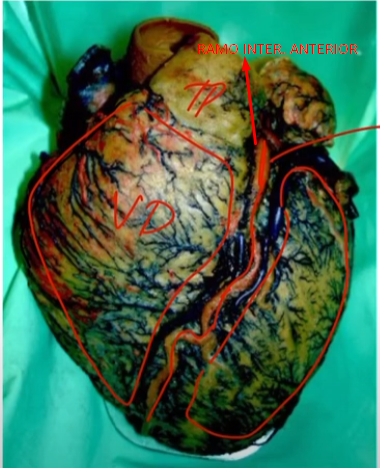 RAMO INTER. ANTERIOR.
TP
VD